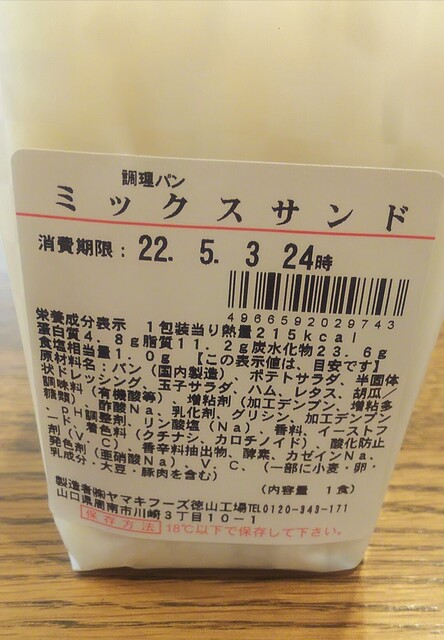 調理パン
ミックスサンド
消費期限: 22. 5. 3 24時
4966592029743
栄養成分表示 1包装当り熱量215kcal
蛋白質4.8g脂質11.2g炭水化物23.6g
食塩相当量1.0g 【この表示値は、目安です】
原材料名:パン(国内製造)、ポテトサラダ、半固体
状ドレッシング、玉子サラダ、ハム、レタス、胡瓜/
調味料(有機酸等)、増粘剤(加工デンプン、増粘多
糖類)、酢酸Na、乳化剤、グリシン、加工デンプン
、pH調整剤、リン酸塩(Na)、香料、イーストフ
ード、着色料(クチナシ、カロチノイド)、酸化防止
剤(V.C)、香辛料抽出物、酵素、カゼインNa、
発色剤(亜硝酸Na)、V.C、(一部に小麦・卵・
乳成分・大豆・豚肉を含む)
(内容量 1食)
製造者㈱ヤマキフーズ徳山工場TEL0120-343-171
山口県周南市川崎3丁目10-1
保存方法 18℃以下で保存して下さい。